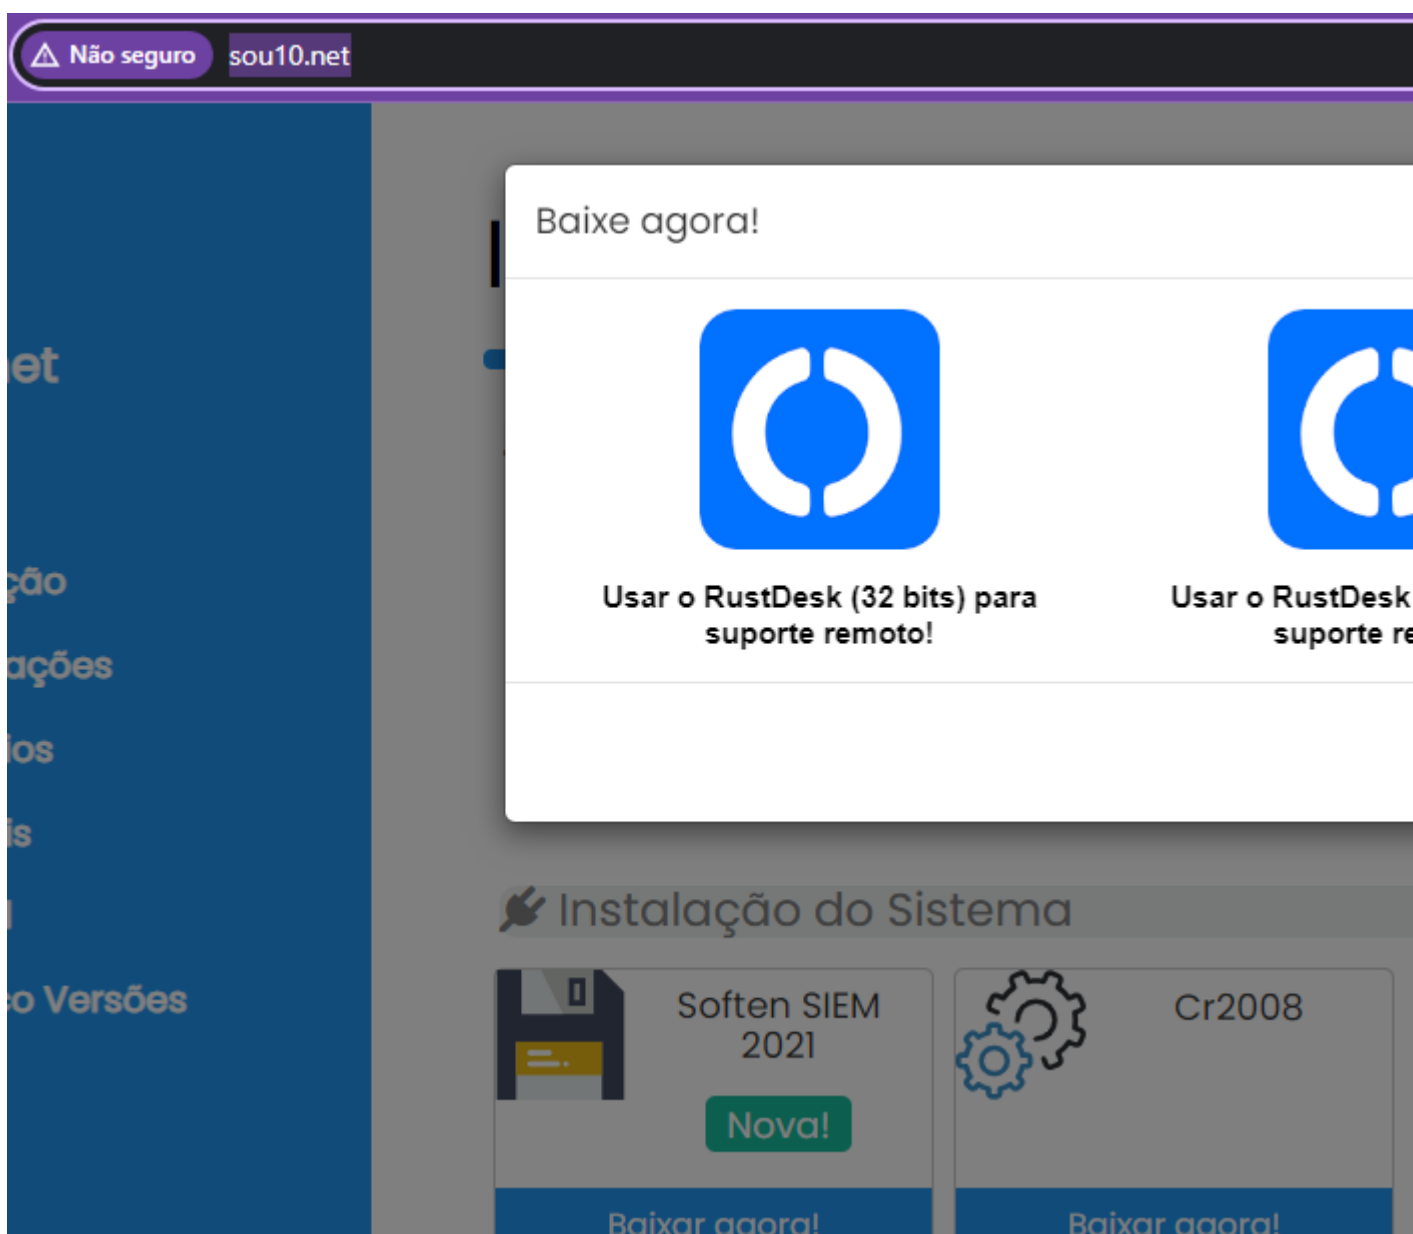 Não seguro sou10.net
Baixe agora!
Usar o RustDesk (32 bits) para
suporte remoto!
Usar o RustDesk
suporte
et
ção
ações
ios
is
o Versões
Instalação do Sistema
Soften SIEM
2021
Nova!
Baixar agora!
Cr2008
Baixar agora!